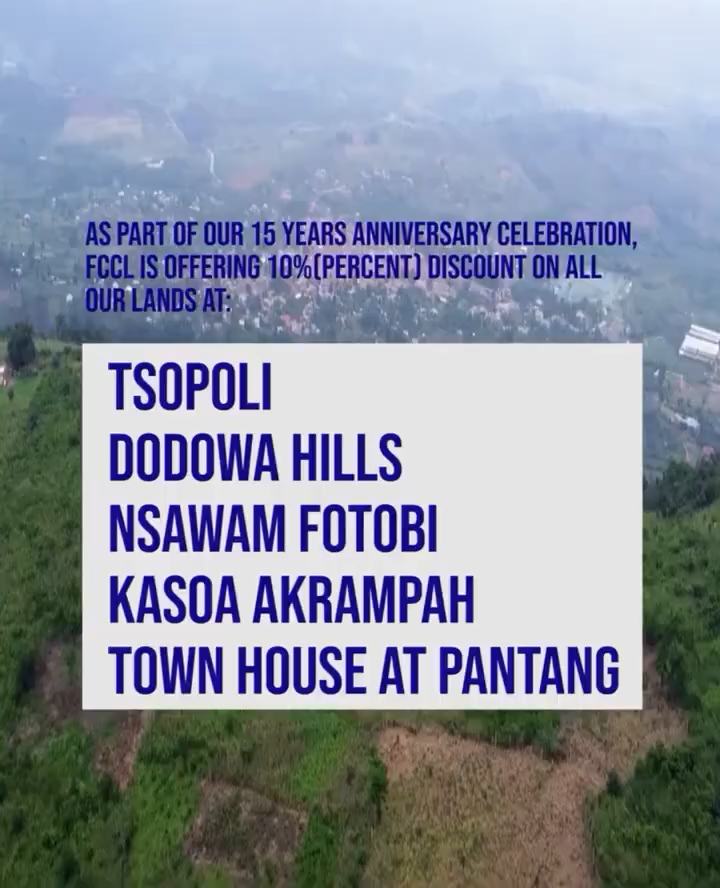 AS PART OF OUR 15 YEARS ANNIVERSARY CELEBRATION,
FCCL IS OFFERING 10%(PERCENT) DISCOUNT ON ALL
OUR LANDS AT:
TSOPOLI
DODOWA HILLS
NSAWAM FOTOBI
KASOA AKRAMPAH
TOWN HOUSE AT PANTANG